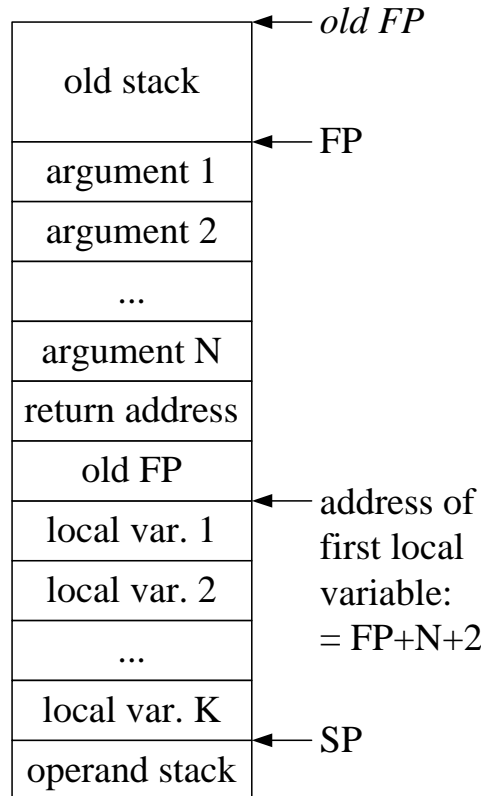 old FP
old stack
FP
argument 1
argument 2
...
argument N
return address
old FP
address of
first local
variable:
= FP+N+2
local var. 1
local var. 2
...
local var. K
SP
operand stack